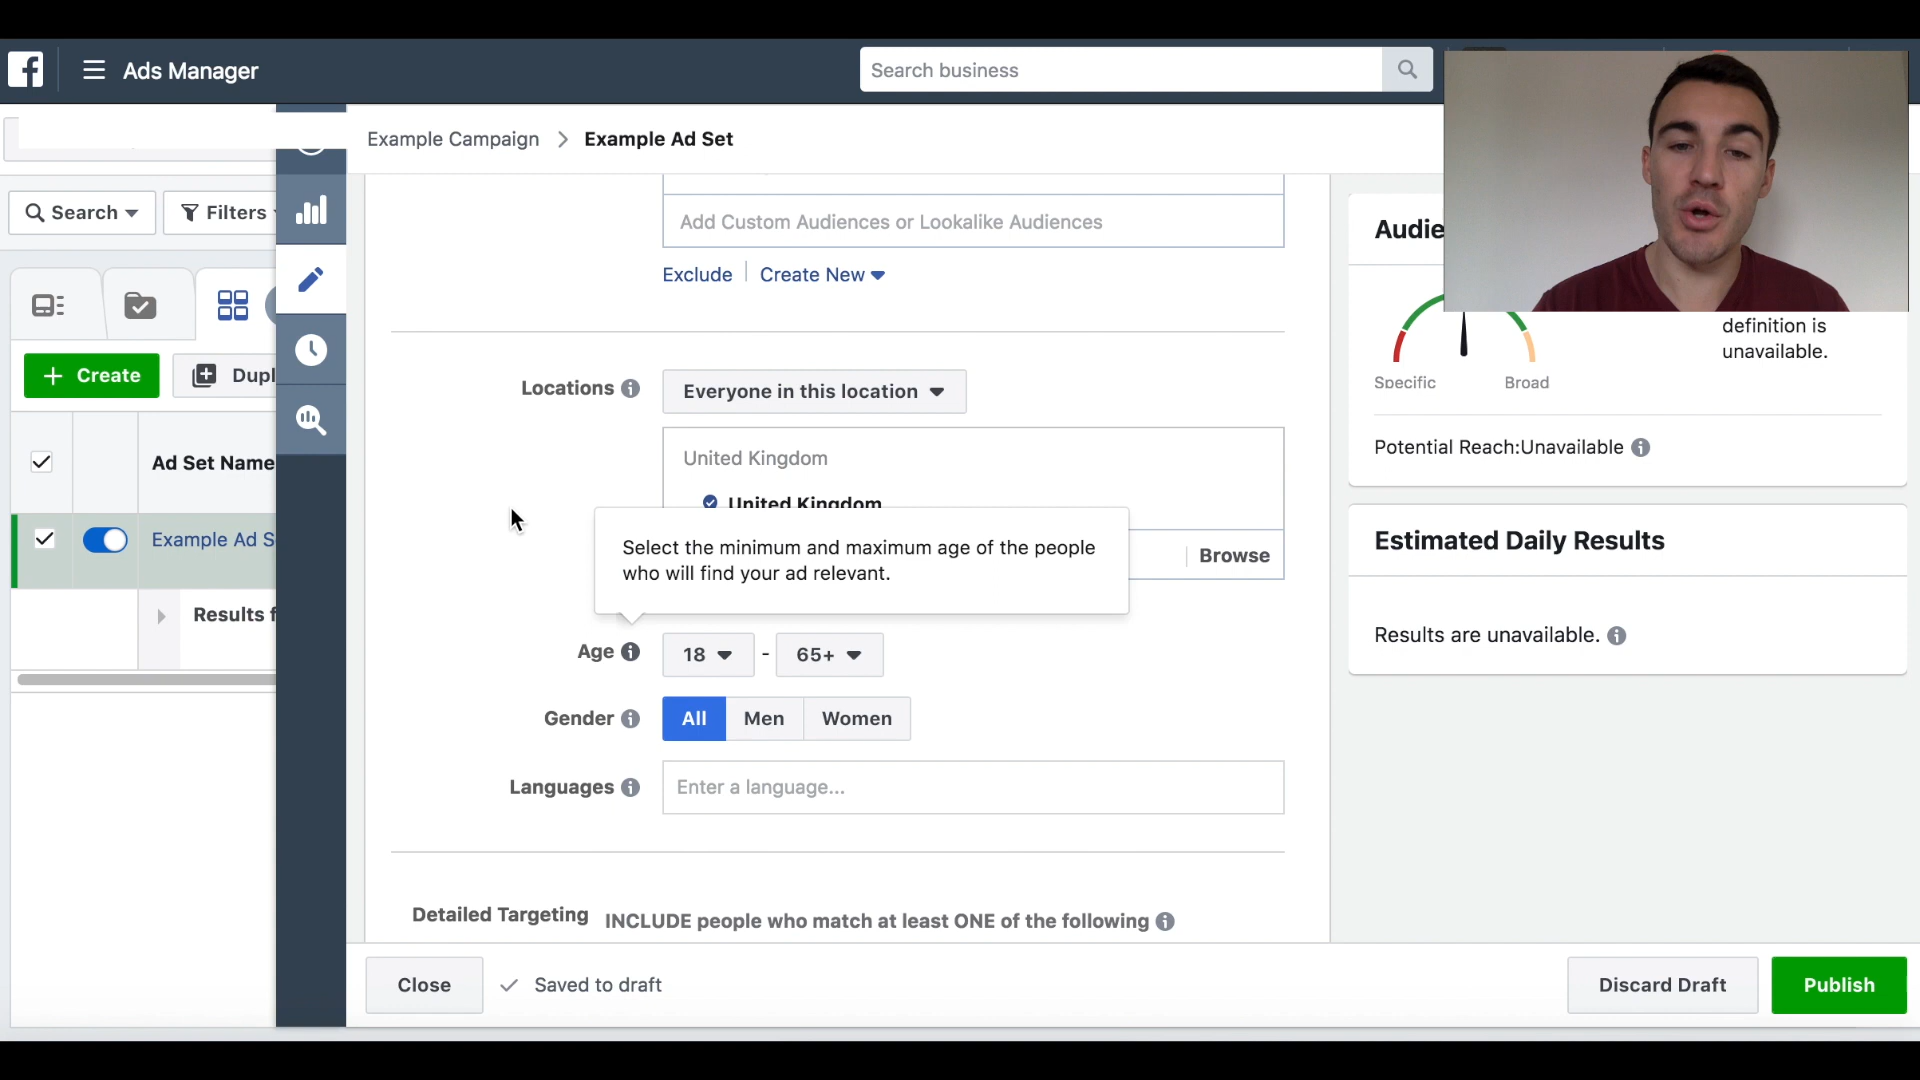 Ads Manager
Search business
Example Campaign > Example Ad Set
Search
Filters
Add Custom Audiences or Lookalike Audiences
Exclude
Create New
Create
Dupl
Ad Set Name
Example Ad S
Results f
Locations
Everyone in this location
United Kingdom
United Kingdom
Browse
Select the minimum and maximum age of the people
who will find your ad relevant.
Age
18 - 65+
Gender
All
Men
Women
Languages
Enter a language...
Detailed Targeting
INCLUDE people who match at least ONE of the following
Close
Saved to draft
Discard Draft
Publish
Audie
definition is
unavailable.
Specific
Broad
Potential Reach:Unavailable
Estimated Daily Results
Results are unavailable.